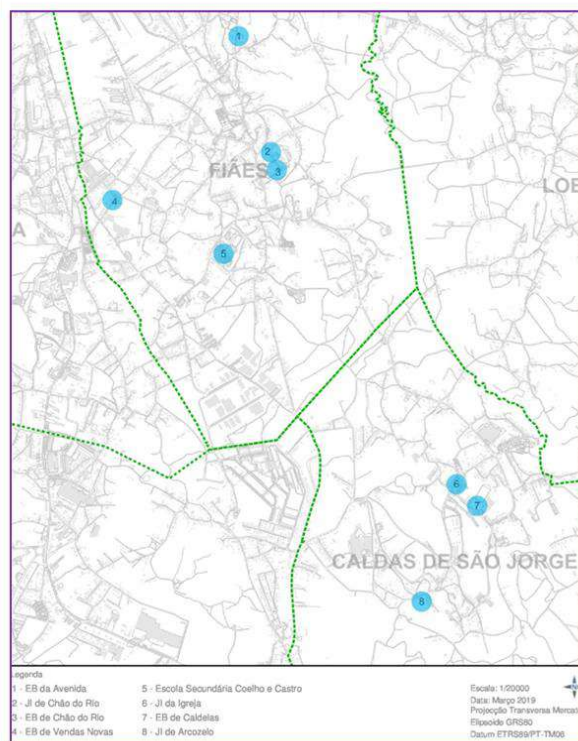 1
2
FIÃES
3
LOB
4
A
5
6
7
CALDAS DE SÃO JORGE
8
Legenda
1 - EB da Avenida
2 - JI de Chão do Rio
3 - EB de Chão do Rio
4 - EB de Vendas Novas
5 - Escola Secundária Coelho e Castro
6 - JI da Igreja
7 - EB de Caldelas
8 - JI de Arcozelo
Escala: 1/20000
Data: Março 2019
Projecção Transversa Mercat
Elipsoide GRS80
Datum ETRS89/PT-TM06